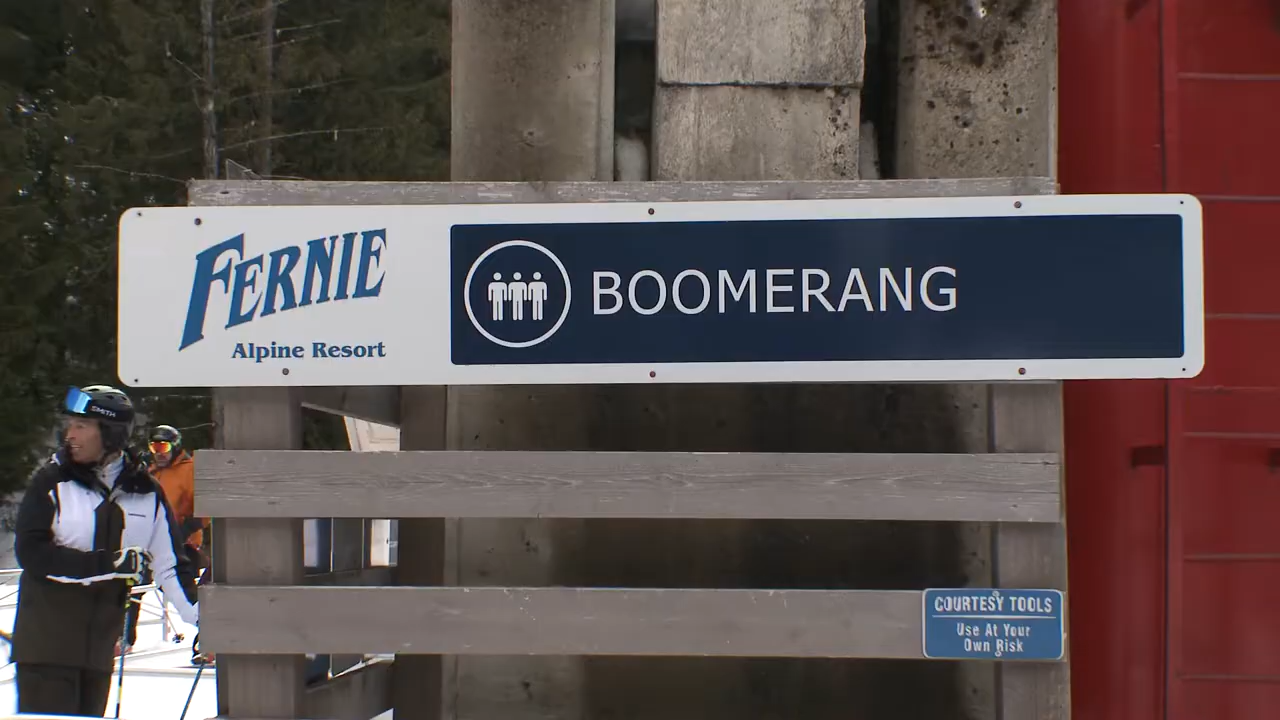 FERNIE
Alpine Resort
BOOMERANG
SMITH
COURTESY TOOLS
Use At Your
Own Risk